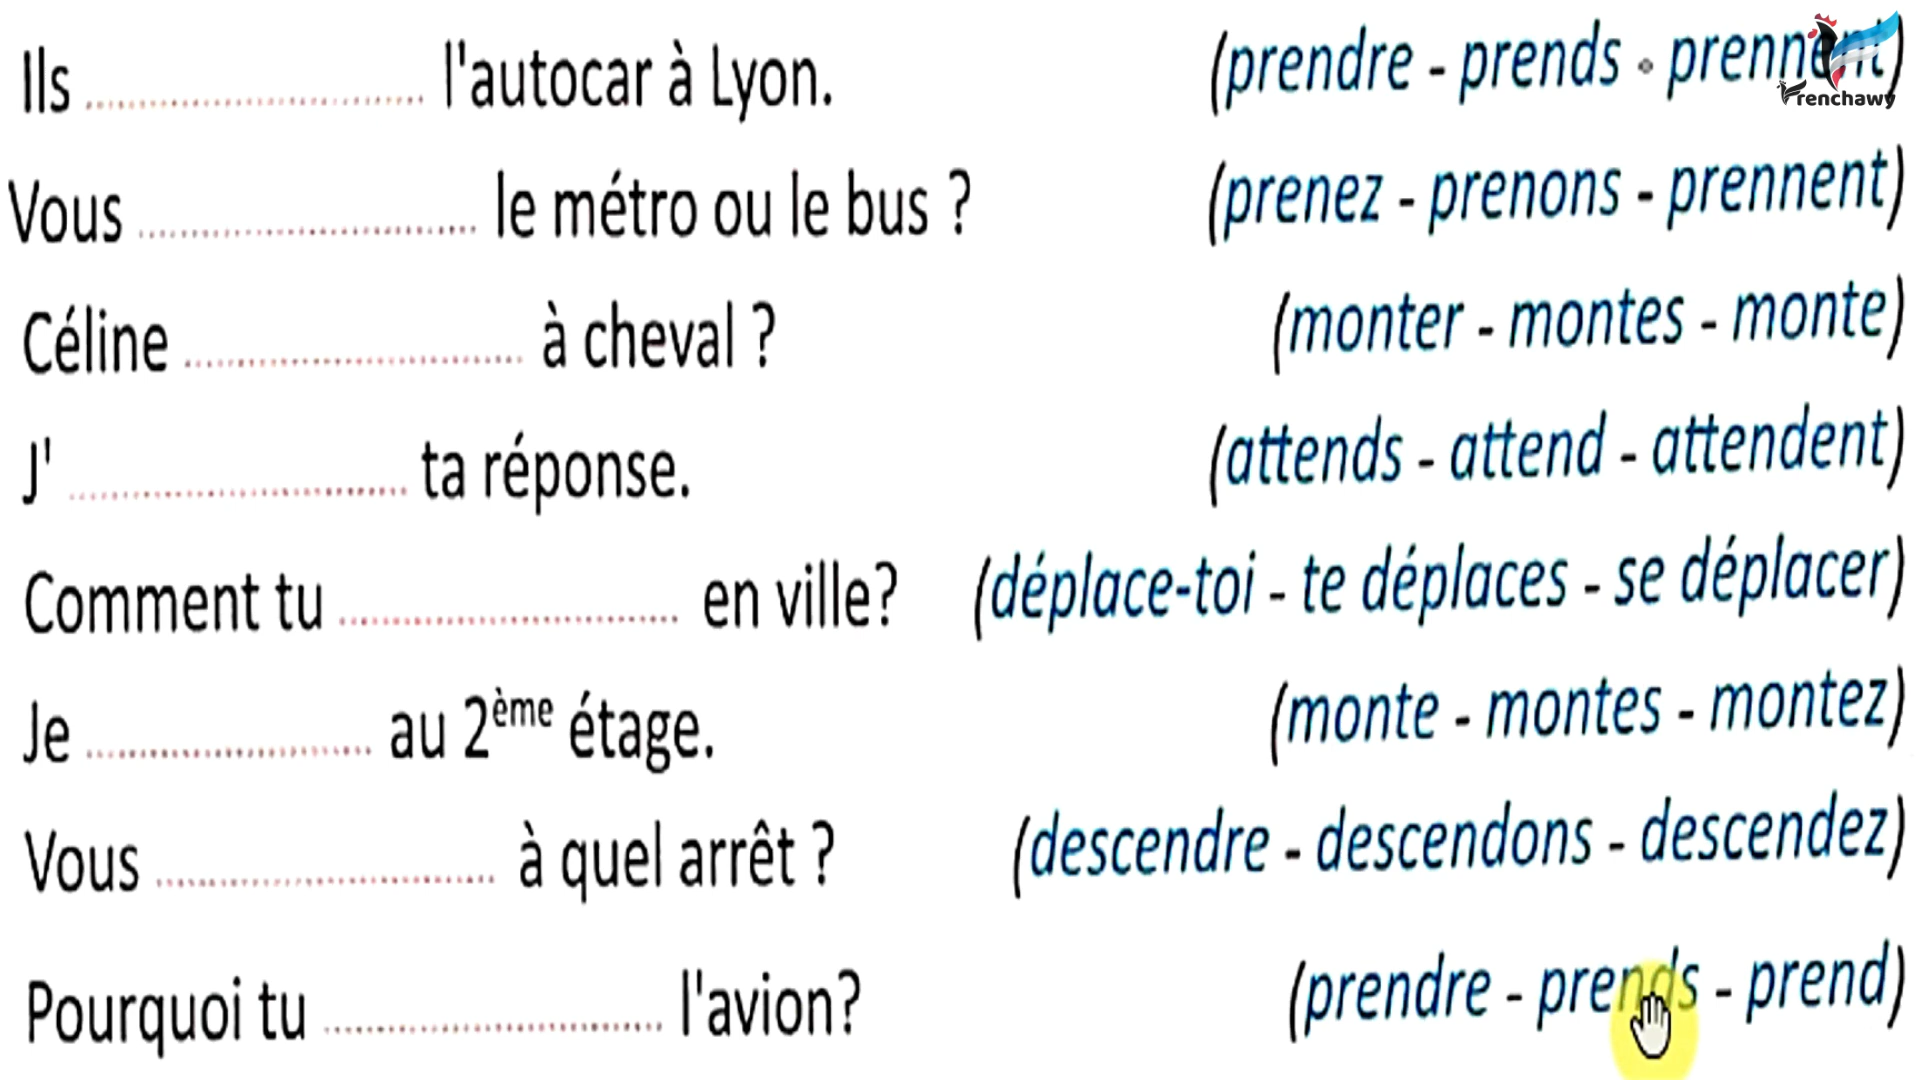 Ils .................................. l'autocar à Lyon. (prendre - prends - prennent)
Frenchawy
Vous .................................. le métro ou le bus ? (prenez - prenons - prennent)
Céline .................................. à cheval ? (monter - montes - monte)
J' .................................. ta réponse. (attends - attend - attendent)
Comment tu .................................. en ville? (déplace-toi - te déplaces - se déplacer)
Je ............................. au 2ème étage. (monte - montes - montez)
Vous .................................. à quel arrêt ? (descendre - descendons - descendez)
Pourquoi tu .................................. l'avion? (prendre - prends - prend)